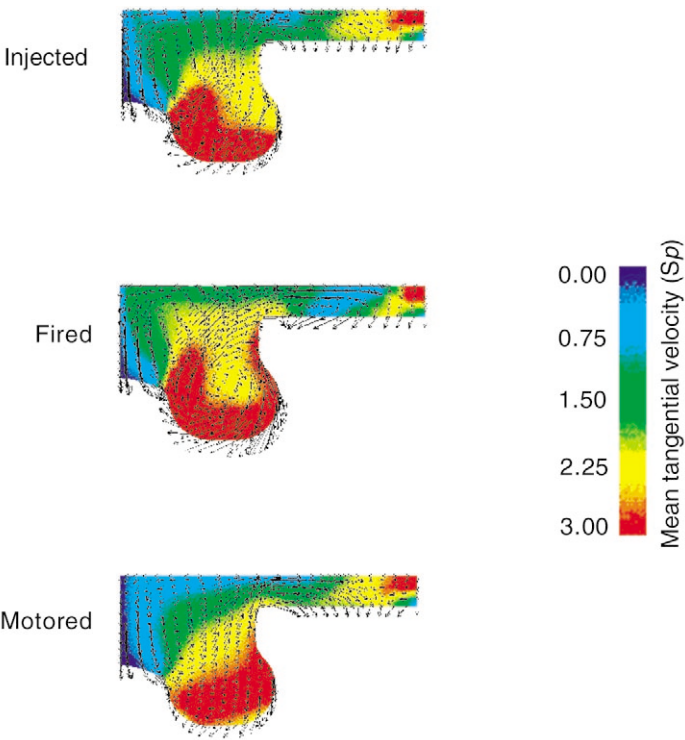 Injected
Fired
Motored
0.00
0.75
1.50
2.25
3.00
Mean tangential velocity (Sp)